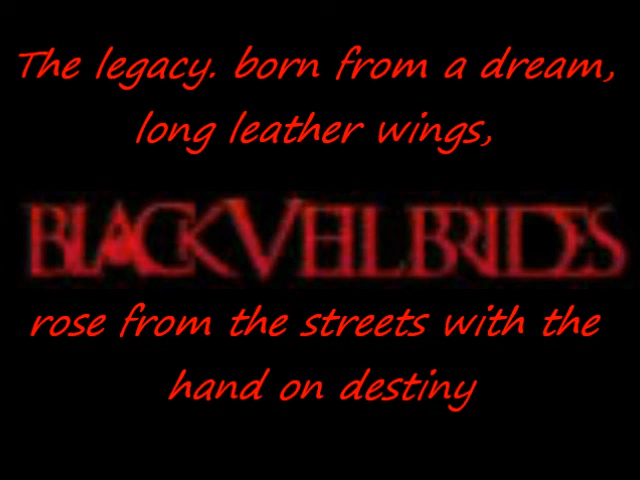 The legacy. born from a dream,
long leather wings,
BLACK VEIL BRIDES
rose from the streets with the
hand on destiny